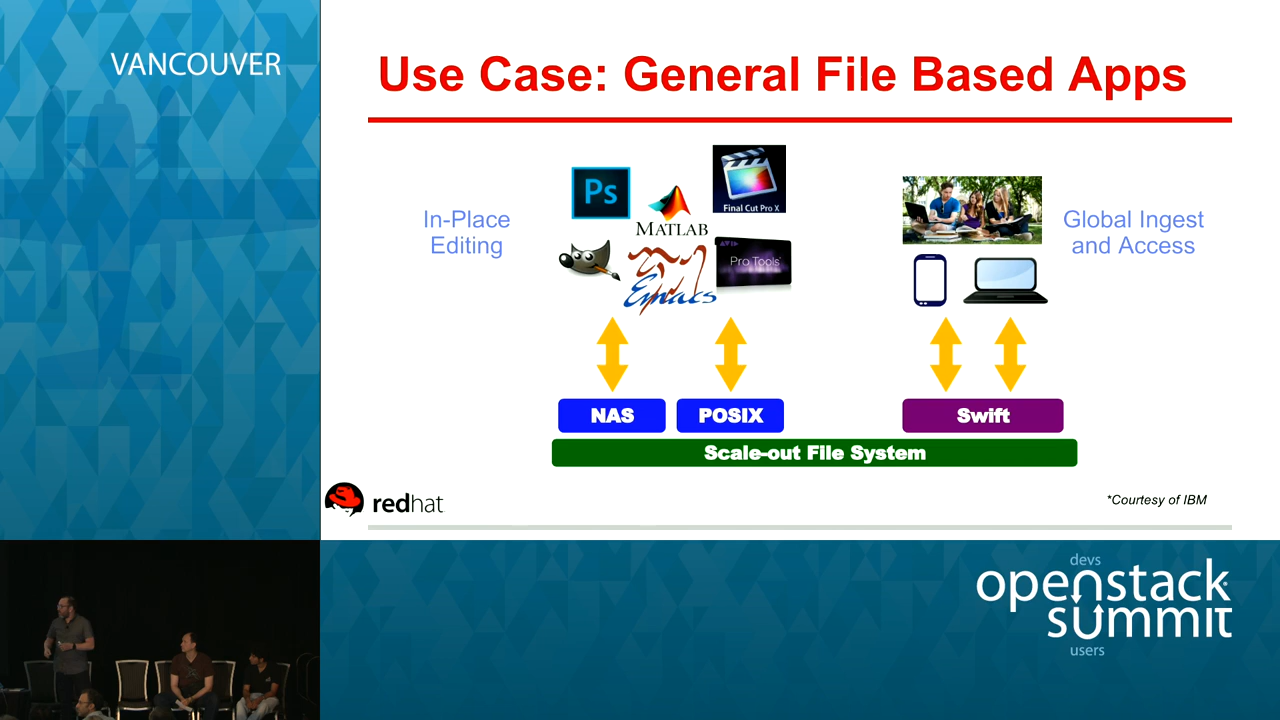 VANCOUVER
Use Case: General File Based Apps
In-Place
Editing
Ps
MATLAB
Final Cut Pro X
AVID
Pro Tools
Emacs
Global Ingest
and Access
NAS
POSIX
Swift
Scale-out File System
redhat
*Courtesy of IBM
devs
openstack
summit
users